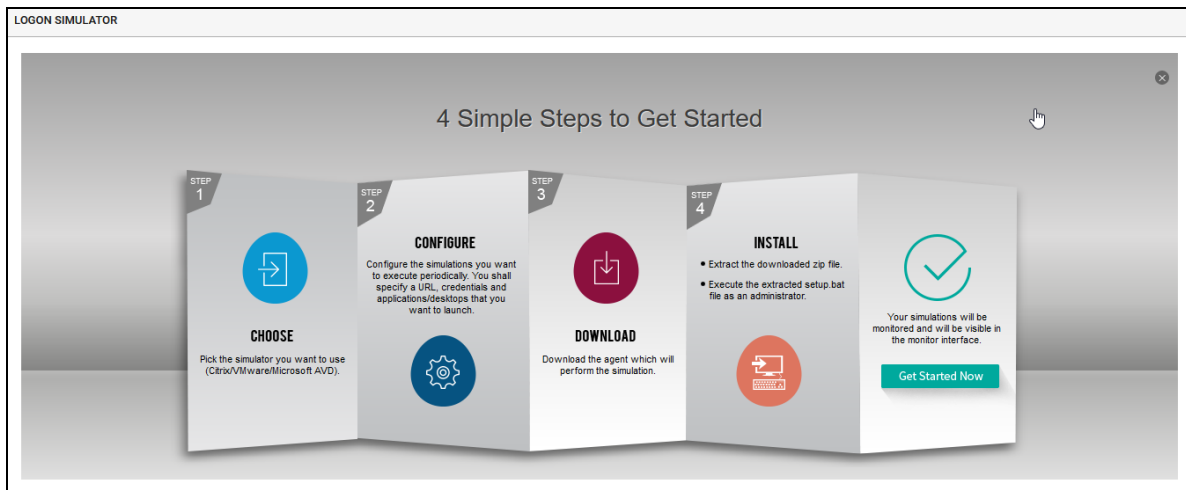 LOGON SIMULATOR
4 Simple Steps to Get Started
STEP
1
CHOOSE
Pick the simulator you want to use
(Citrix/VMware/Microsoft AVD).
STEP
2
CONFIGURE
Configure the simulations you want
to execute periodically. You shall
specify a URL, credentials and
applications/desktops that you
want to launch.
STEP
3
DOWNLOAD
Download the agent which will
perform the simulation.
STEP
4
INSTALL
• Extract the downloaded zip file.
• Execute the extracted setup.bat
file as an administrator.
Your simulations will be
monitored and will be visible in
the monitor interface.
Get Started Now